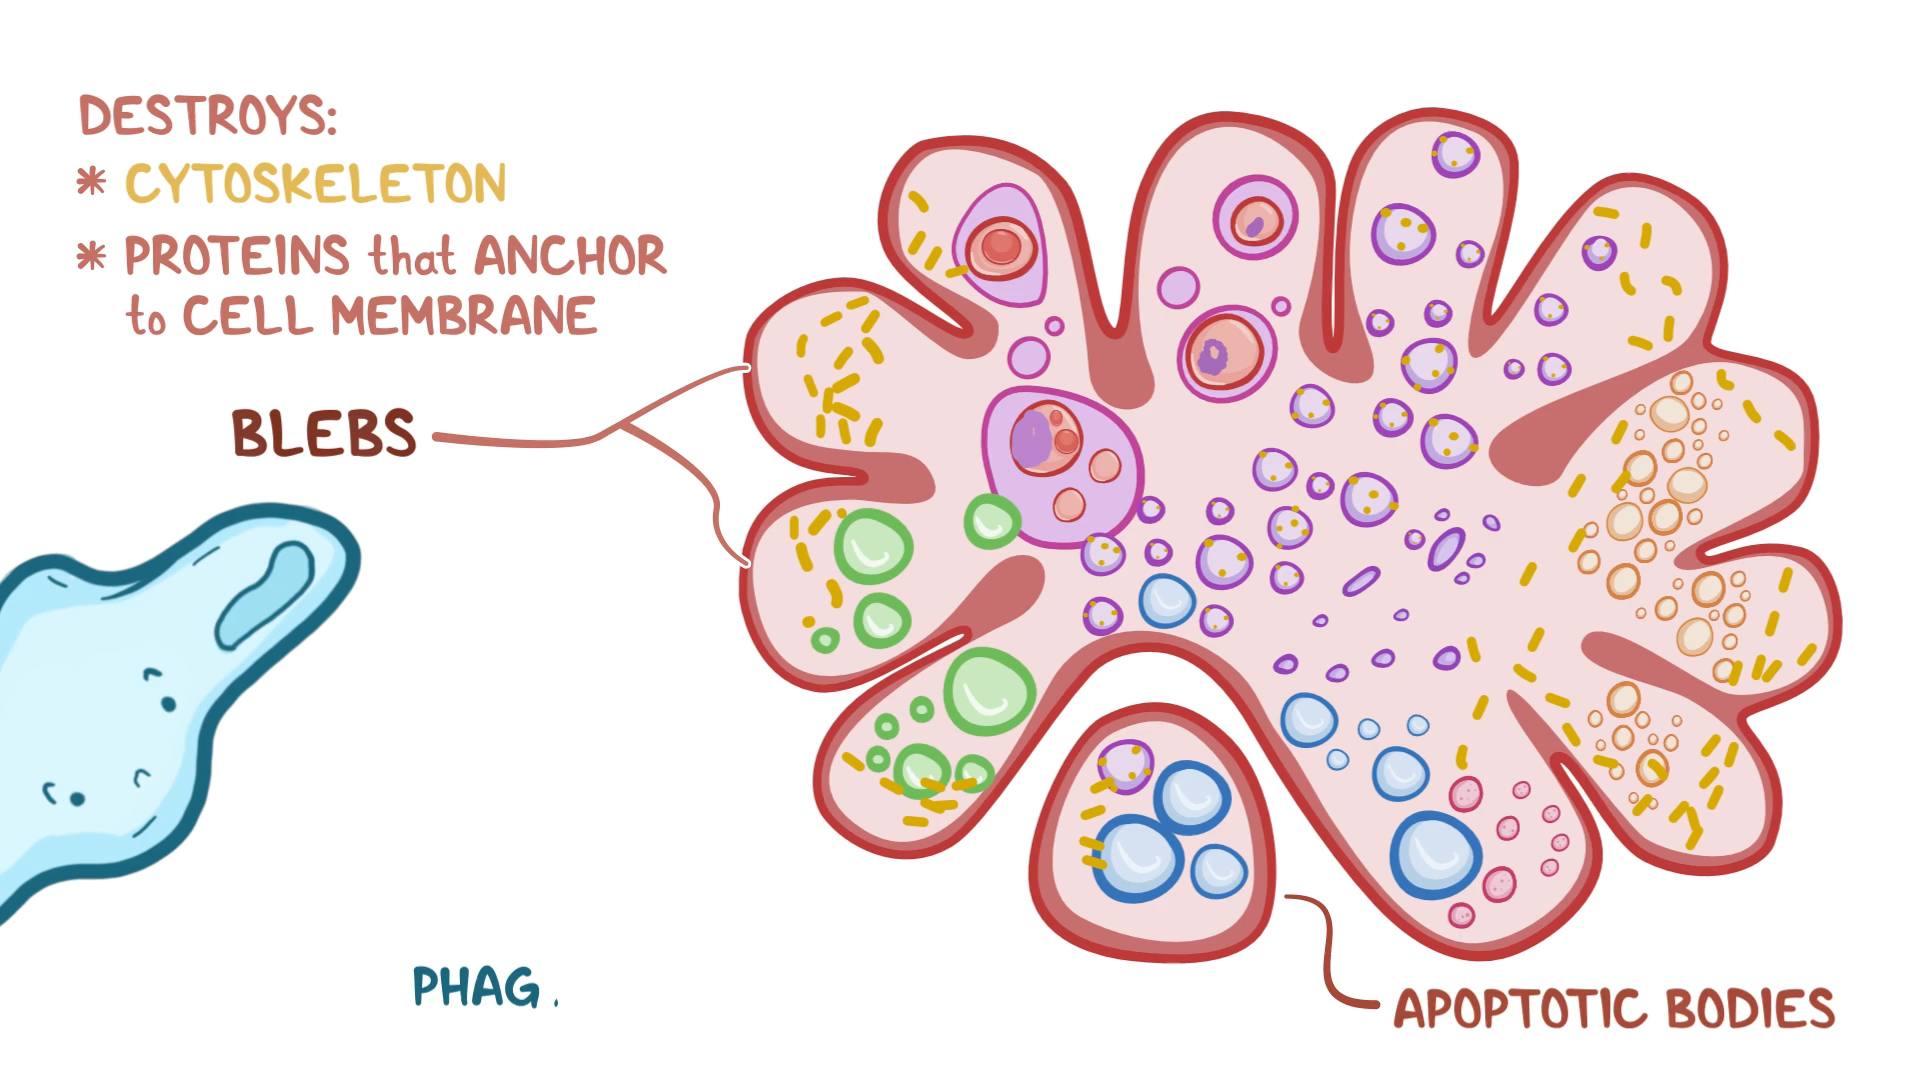 DESTROYS:
* CYTOSKELETON
* PROTEINS that ANCHOR
to CELL MEMBRANE
BLEBS
PHAG
APOPTOTIC BODIES